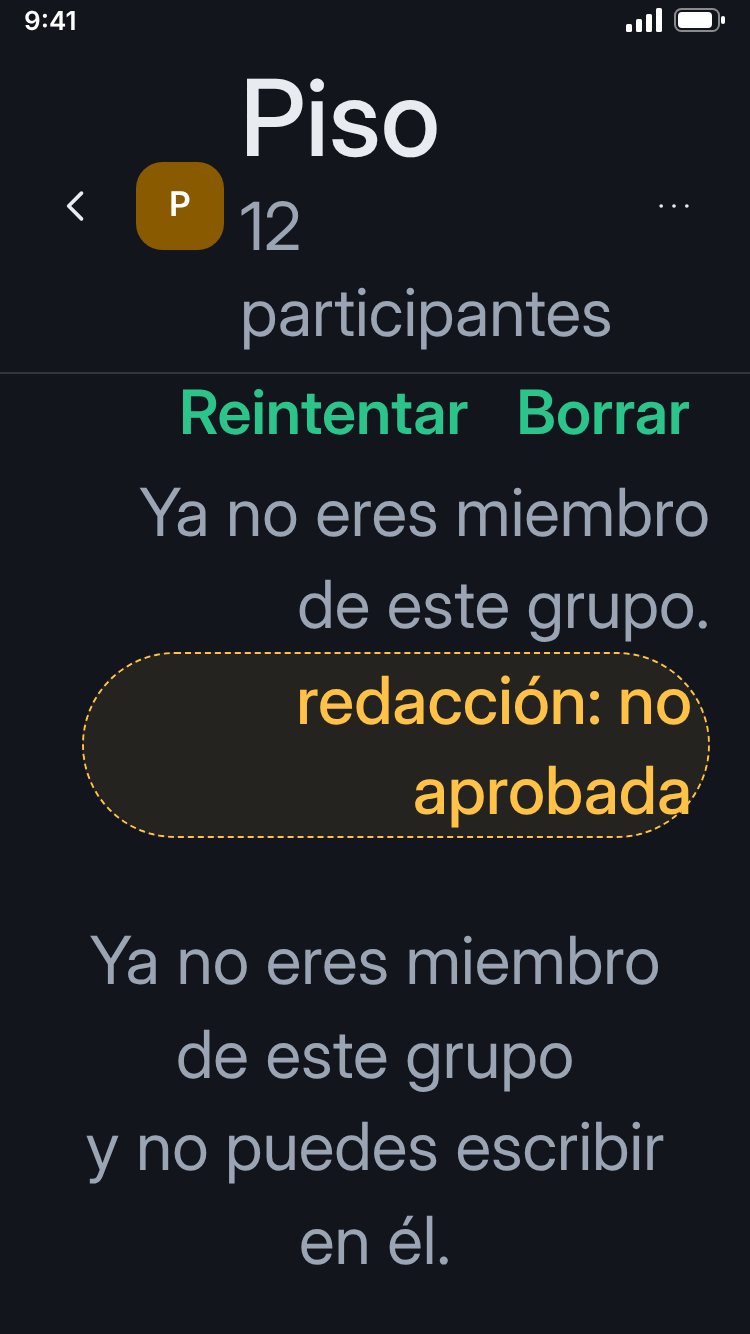 9:41
Piso
P
12
participantes
...
Reintentar Borrar
Ya no eres miembro
de este grupo.
redacción: no
aprobada
Ya no eres miembro
de este grupo
y no puedes escribir
en él.